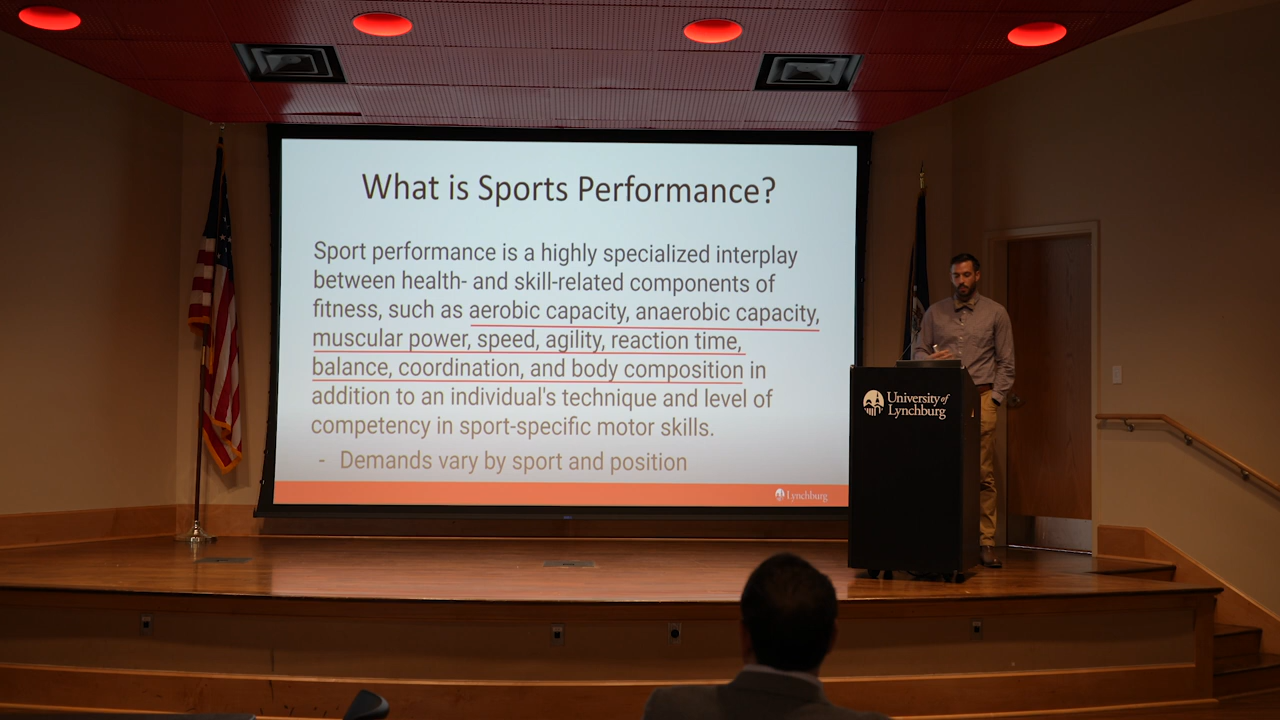 What is Sports Performance?
Sport performance is a highly specialized interplay
between health- and skill-related components of
fitness, such as aerobic capacity, anaerobic capacity,
muscular power, speed, agility, reaction time,
balance, coordination, and body composition in
addition to an individual's technique and level of
competency in sport-specific motor skills.
- Demands vary by sport and position
Lynchburg
University of
Lynchburg